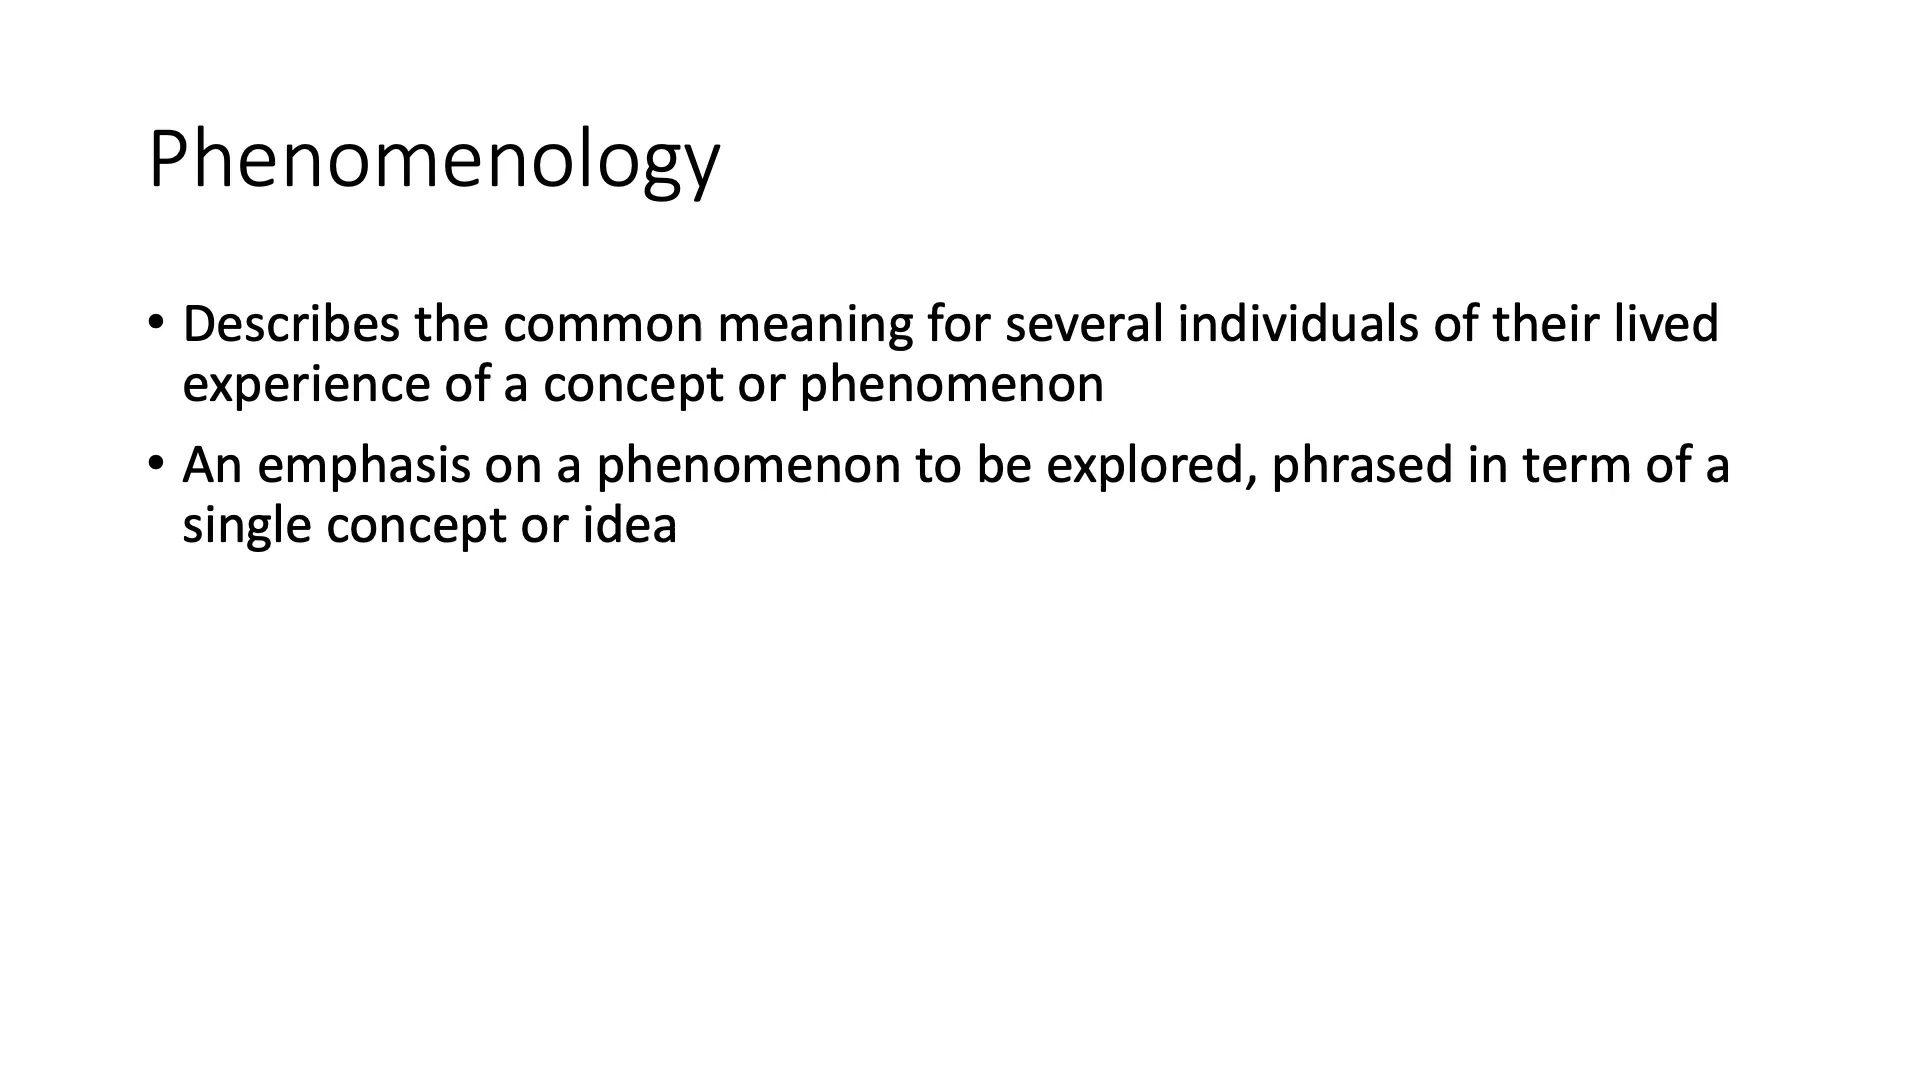 Phenomenology
• Describes the common meaning for several individuals of their lived
experience of a concept or phenomenon
• An emphasis on a phenomenon to be explored, phrased in term of a
single concept or idea